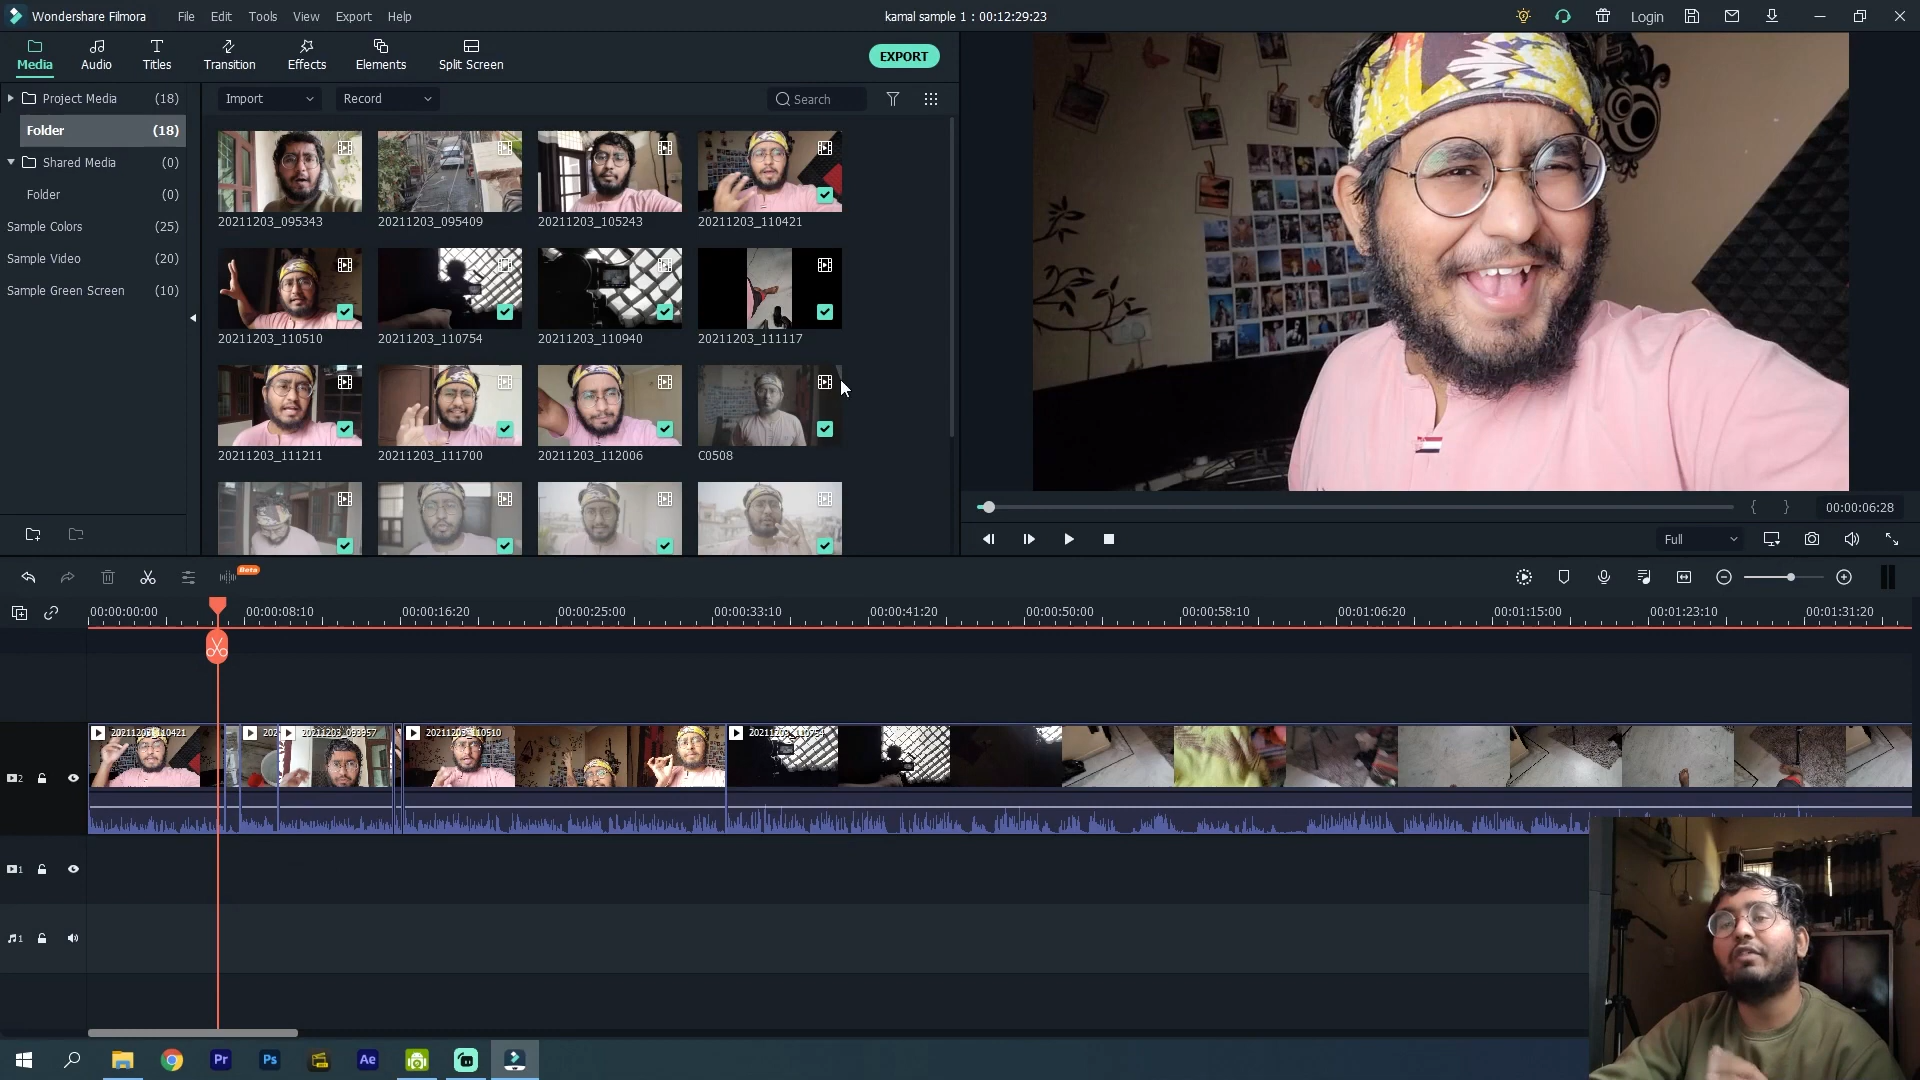 Wondershare Filmora File Edit Tools View Export Help kamal sample 1 : 00:12:29:23 Login
Media Audio Titles Transition Effects Elements Split Screen EXPORT
Project Media (18)
Folder (18)
Shared Media (0)
Folder (0)
Sample Colors (25)
Sample Video (20)
Sample Green Screen (10)
Import Record Search
20211203_095343 20211203_095409 20211203_105243 20211203_110421
20211203_110510 20211203_110754 20211203_110940 20211203_111117
20211203_111211 20211203_111700 20211203_112006 C0508
00:00:06:28
Full
Beta
00:00:00:00 00:00:08:10 00:00:16:20 00:00:25:00 00:00:33:10 00:00:41:20 00:00:50:00 00:00:58:10 00:01:06:20 00:01:15:00 00:01:23:10 00:01:31:20
20211203_110421 202 20211203_093957 20211203_110510 20211203_110754
2
1
1
Pr Ps Ae